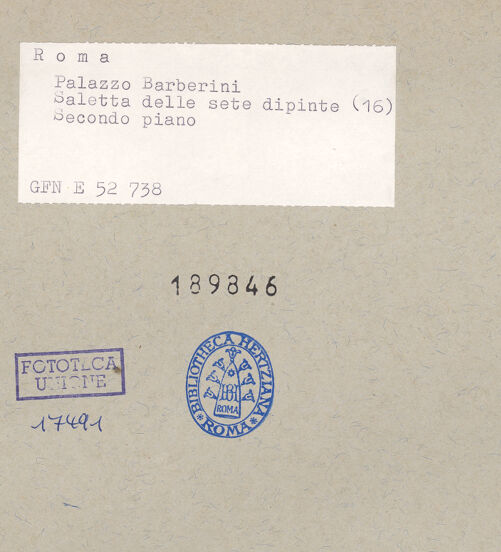 Roma
Palazzo Barberini
Saletta delle sete dipinte (16)
Secondo piano
GFN E 52 738
189846
FOTOTECA
UNIONE
17491
BIBLIOTHECA HERTZIANA
ROMA
ROMA